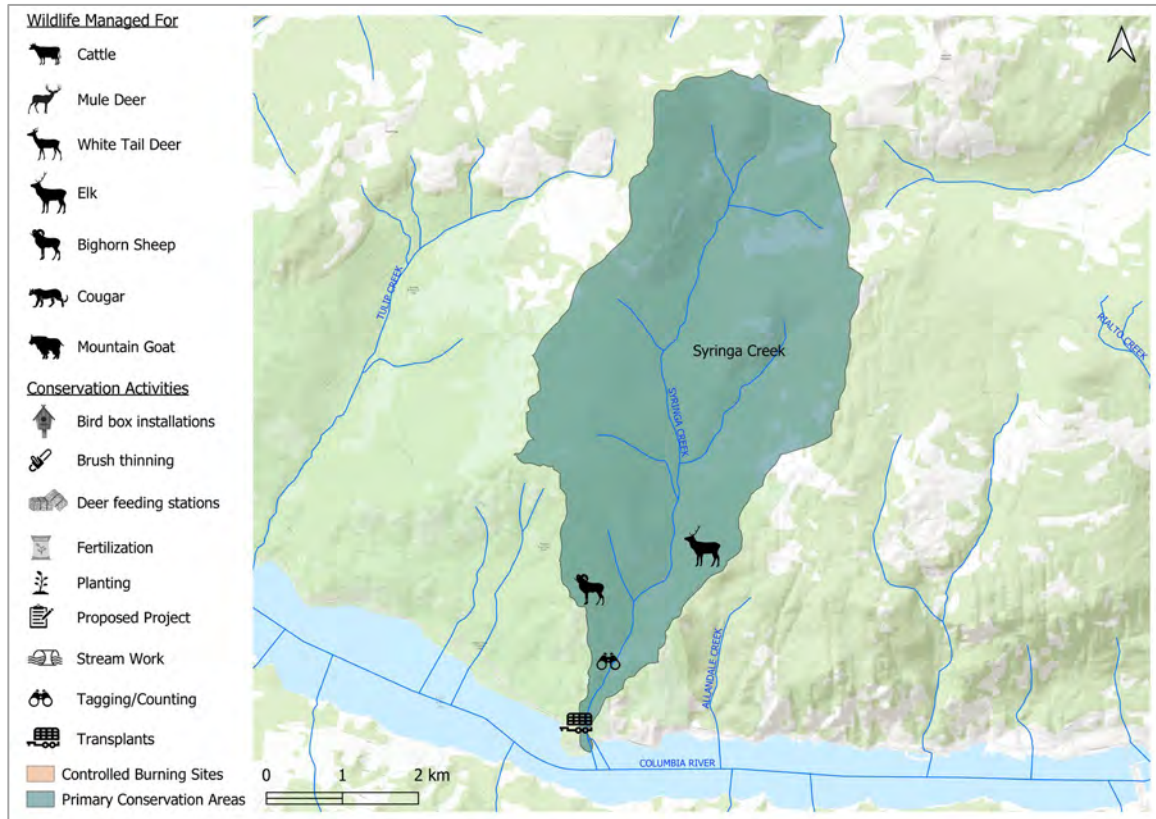 Wildlife Managed For
Cattle
Mule Deer
White Tail Deer
Elk
Bighorn Sheep
Cougar
Mountain Goat
Conservation Activities
Bird box installations
Brush thinning
Deer feeding stations
Fertilization
Planting
Proposed Project
Stream Work
Tagging/Counting
Transplants
Controlled Burning Sites
Primary Conservation Areas
0 1 2 km
TULIP CREEK
Syringa Creek
SYRINGA CREEK
RIALTO CREEK
ALLANDALE CREEK
COLUMBIA RIVER